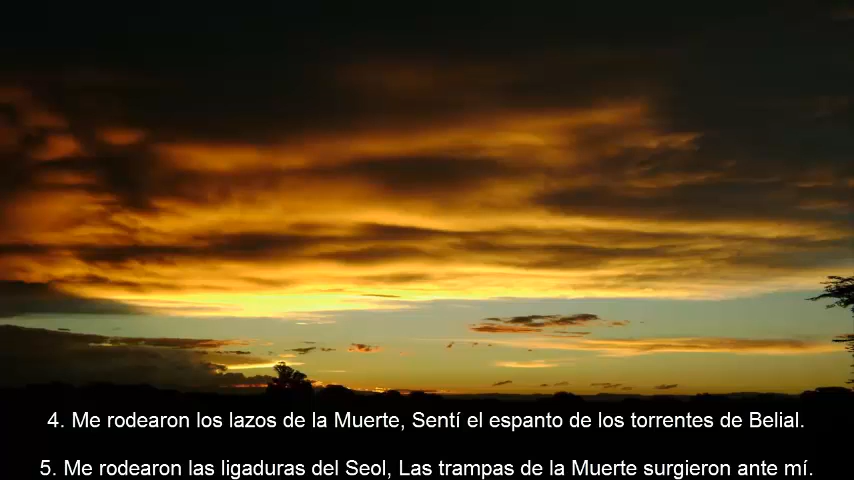 4. Me rodearon los lazos de la Muerte, Sentí el espanto de los torrentes de Belial.
5. Me rodearon las ligaduras del Seol, Las trampas de la Muerte surgieron ante mí.